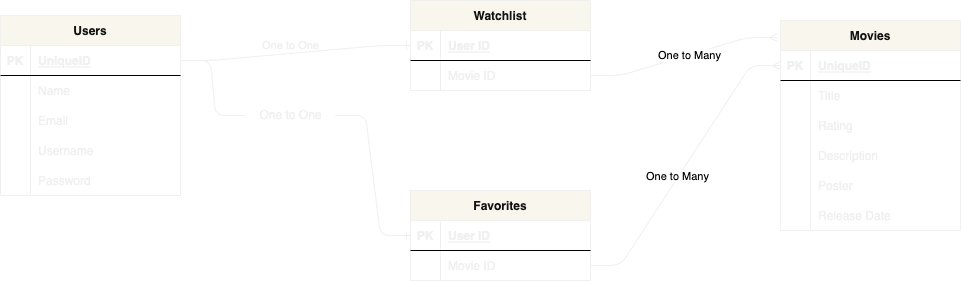 Users
PK UniqueID
Name
Email
Username
Password
One to One
One to One
Watchlist
PK User ID
Movie ID
Favorites
PK User ID
Movie ID
One to Many
One to Many
Movies
PK UniqueID
Title
Rating
Description
Poster
Release Date